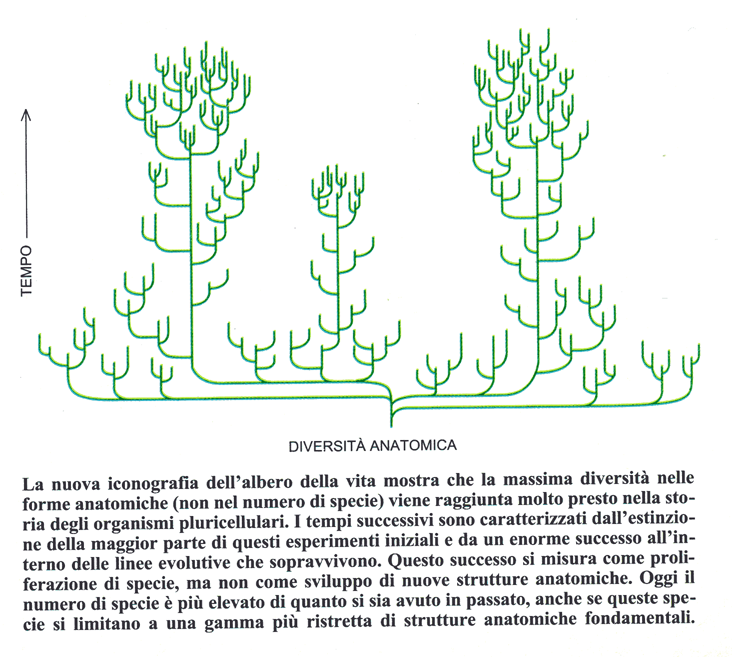 TEMPO
DIVERSITÀ ANATOMICA
La nuova iconografia dell'albero della vita mostra che la massima diversità nelle
forme anatomiche (non nel numero di specie) viene raggiunta molto presto nella sto-
ria degli organismi pluricellulari. I tempi successivi sono caratterizzati dall'estinzio-
ne della maggior parte di questi esperimenti iniziali e da un enorme successo all'in-
terno delle linee evolutive che sopravvivono. Questo successo si misura come proli-
ferazione di specie, ma non come sviluppo di nuove strutture anatomiche. Oggi il
numero di specie è più elevato di quanto si sia avuto in passato, anche se queste spe-
cie si limitano a una gamma più ristretta di strutture anatomiche fondamentali.